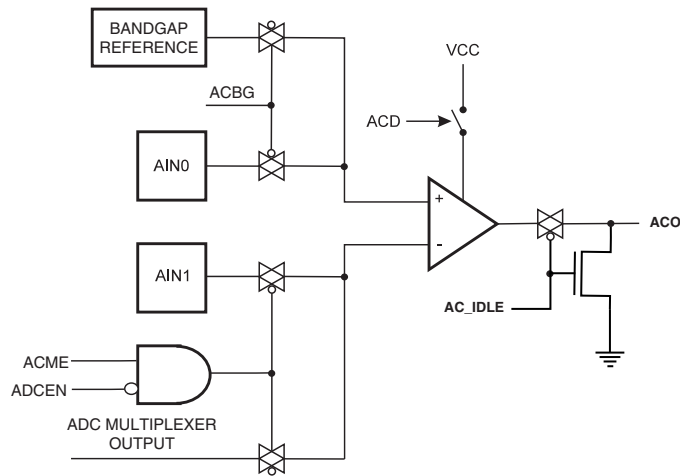 BANDGAP
REFERENCE
VCC
ACBG
ACD
AIN0
+
ACO
-
AIN1
AC_IDLE
ACME
ADCEN
ADC MULTIPLEXER
OUTPUT